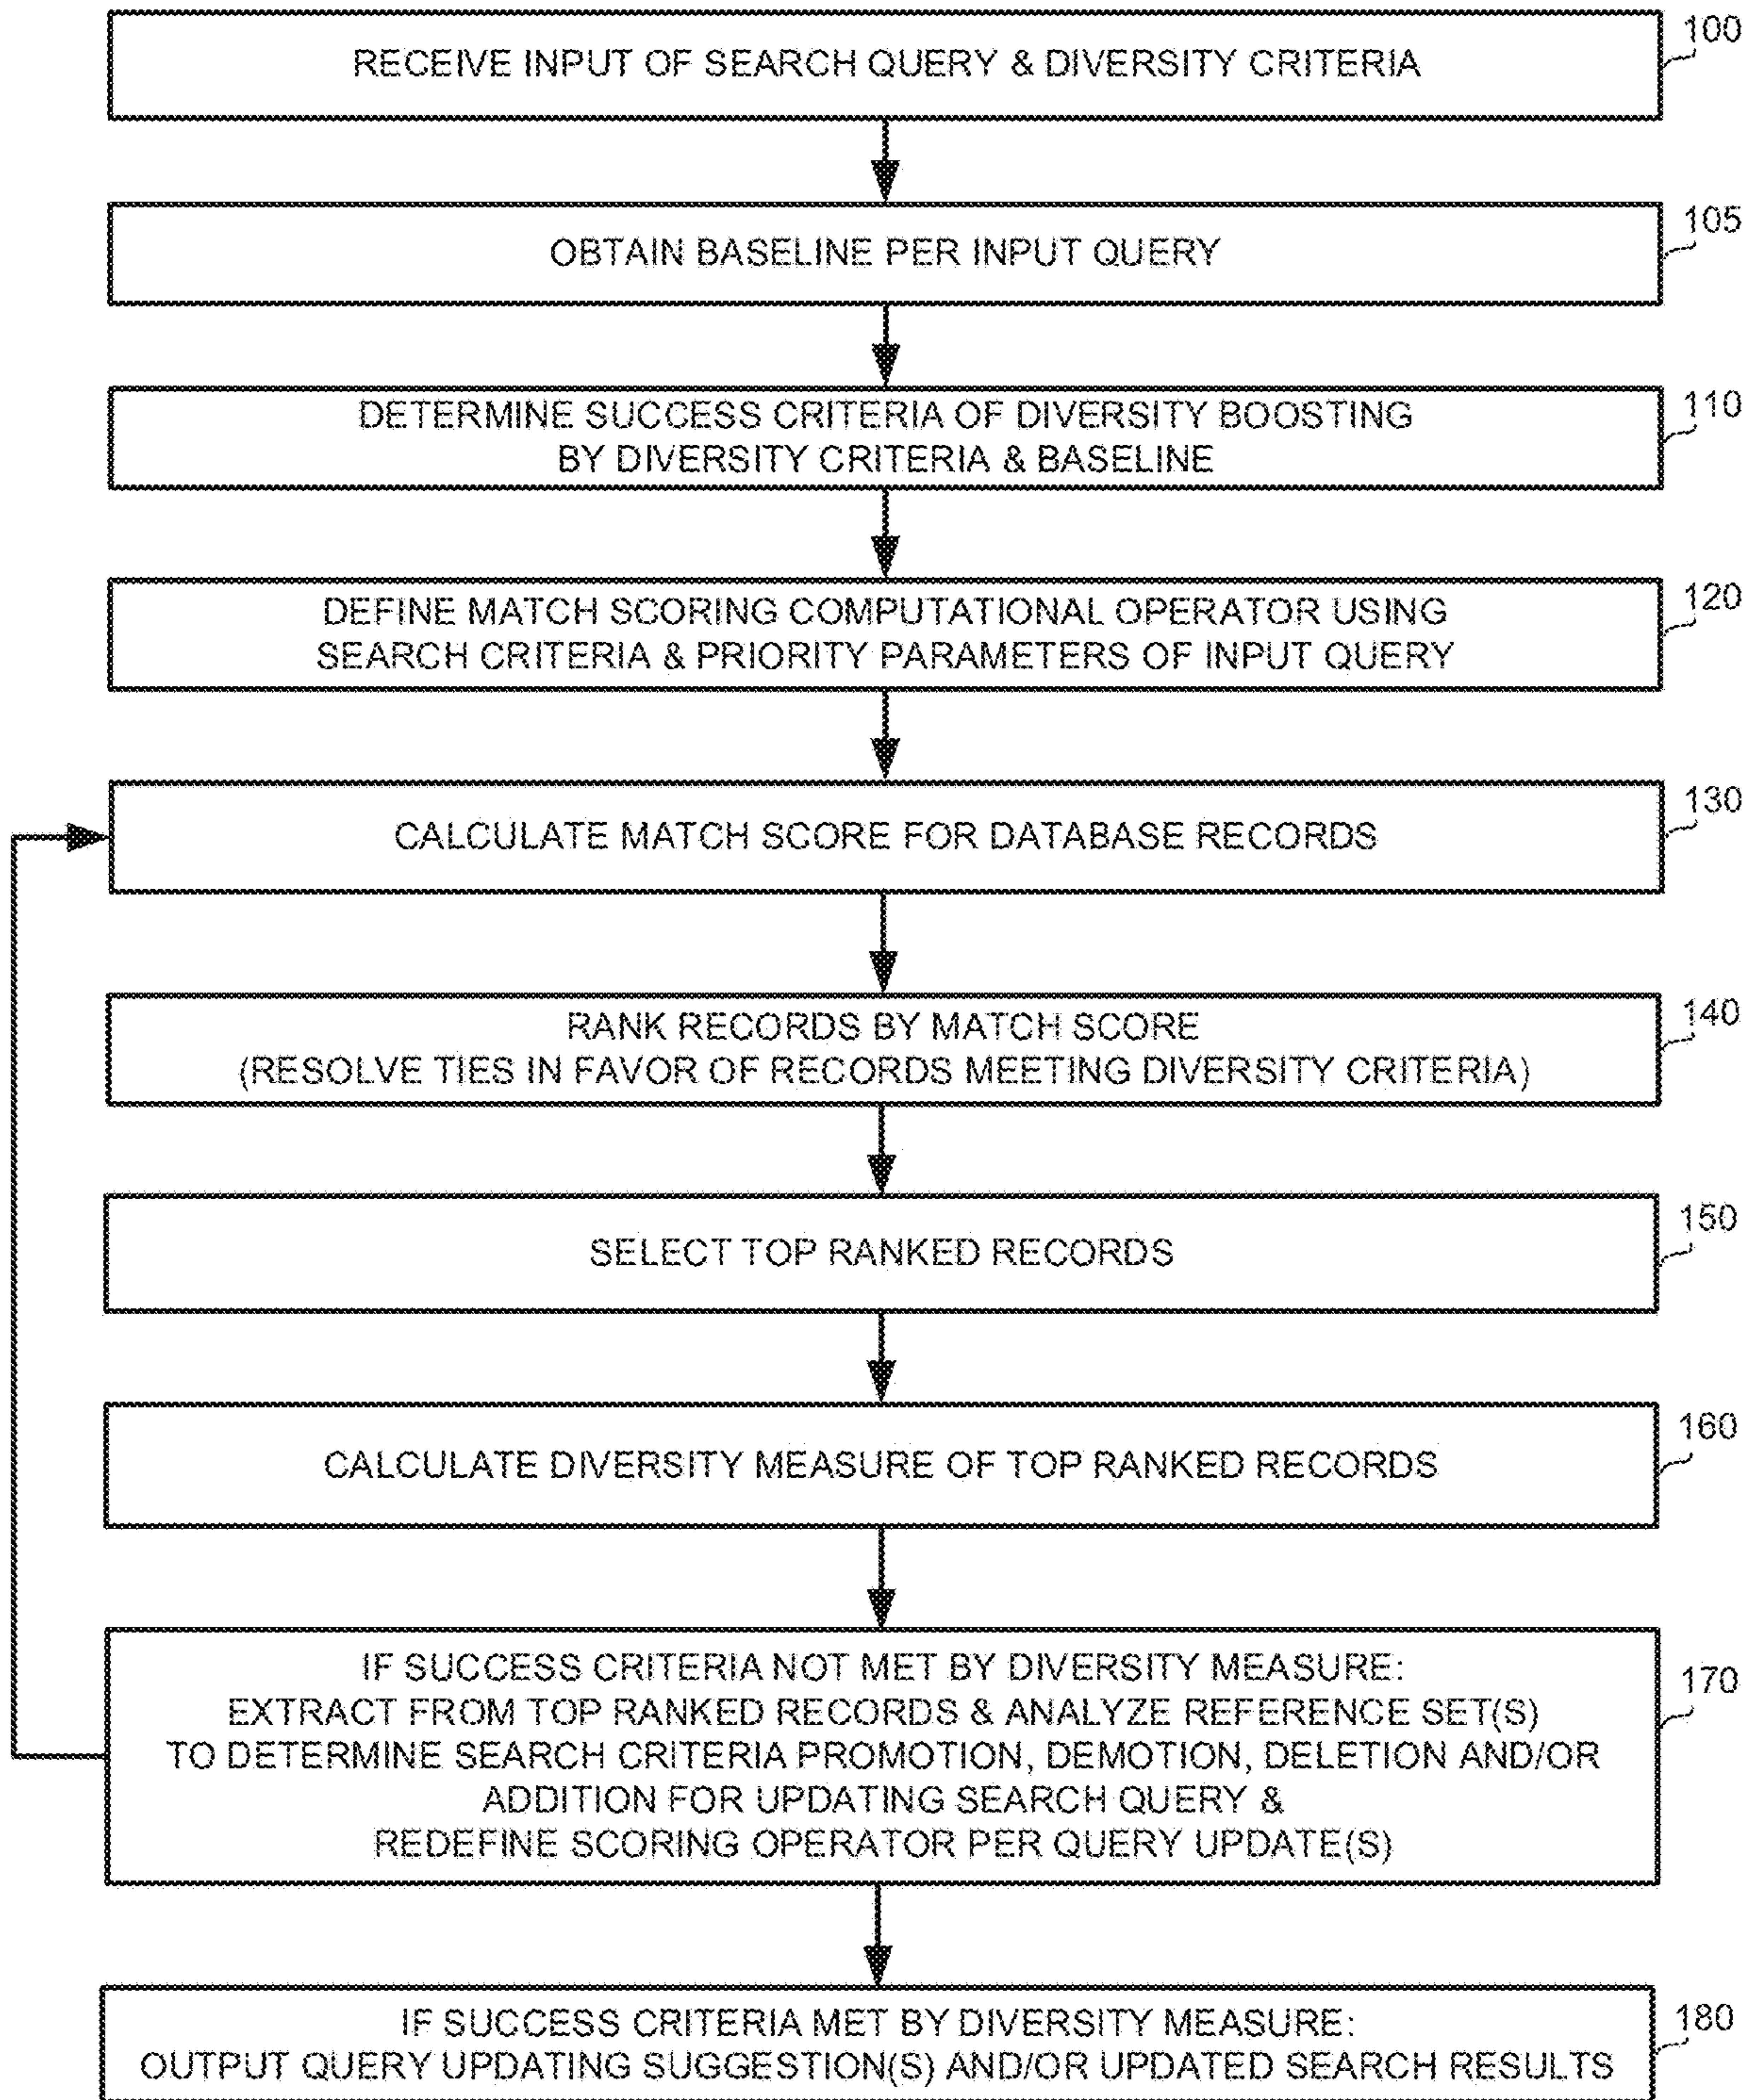 100
RECEIVE INPUT OF SEARCH QUERY & DIVERSITY CRITERIA
105
OBTAIN BASELINE PER INPUT QUERY
110
DETERMINE SUCCESS CRITERIA OF DIVERSITY BOOSTING
BY DIVERSITY CRITERIA & BASELINE
120
DEFINE MATCH SCORING COMPUTATIONAL OPERATOR USING
SEARCH CRITERIA & PRIORITY PARAMETERS OF INPUT QUERY
130
CALCULATE MATCH SCORE FOR DATABASE RECORDS
140
RANK RECORDS BY MATCH SCORE
(RESOLVE TIES IN FAVOR OF RECORDS MEETING DIVERSITY CRITERIA)
150
SELECT TOP RANKED RECORDS
160
CALCULATE DIVERSITY MEASURE OF TOP RANKED RECORDS
170
IF SUCCESS CRITERIA NOT MET BY DIVERSITY MEASURE:
EXTRACT FROM TOP RANKED RECORDS & ANALYZE REFERENCE SET(S)
TO DETERMINE SEARCH CRITERIA PROMOTION, DEMOTION, DELETION AND/OR
ADDITION FOR UPDATING SEARCH QUERY &
REDEFINE SCORING OPERATOR PER QUERY UPDATE(S)
180
IF SUCCESS CRITERIA MET BY DIVERSITY MEASURE:
OUTPUT QUERY UPDATING SUGGESTION(S) AND/OR UPDATED SEARCH RESULTS